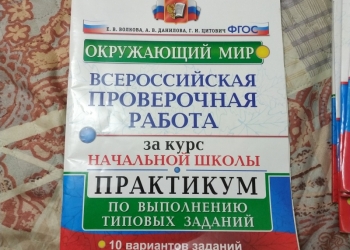 Е. В. ВОЛКОВА, А. В. ДАНИЛОВА, Г. И. ЦИТОВИЧ ФГОС
ОКРУЖАЮЩИЙ МИР
ВСЕРОССИЙСКАЯ
ПРОВЕРОЧНАЯ
РАБОТА
за курс
НАЧАЛЬНОЙ ШКОЛЫ
ПРАКТИКУМ
ПО ВЫПОЛНЕНИЮ
ТИПОВЫХ ЗАДАНИЙ
10 вариантов заданий